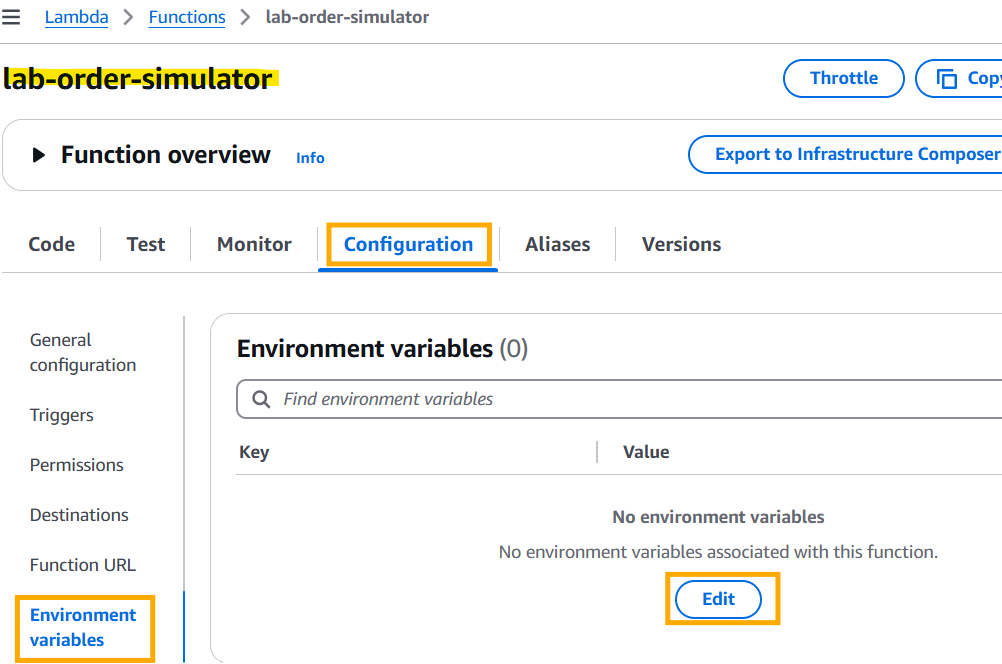 Lambda > Functions > lab-order-simulator
lab-order-simulator
Throttle
Copy
Function overview Info
Export to Infrastructure Composer
Code Test Monitor Configuration Aliases Versions
General
configuration
Triggers
Permissions
Destinations
Function URL
Environment
variables
Environment variables (0)
Find environment variables
Key Value
No environment variables
No environment variables associated with this function.
Edit